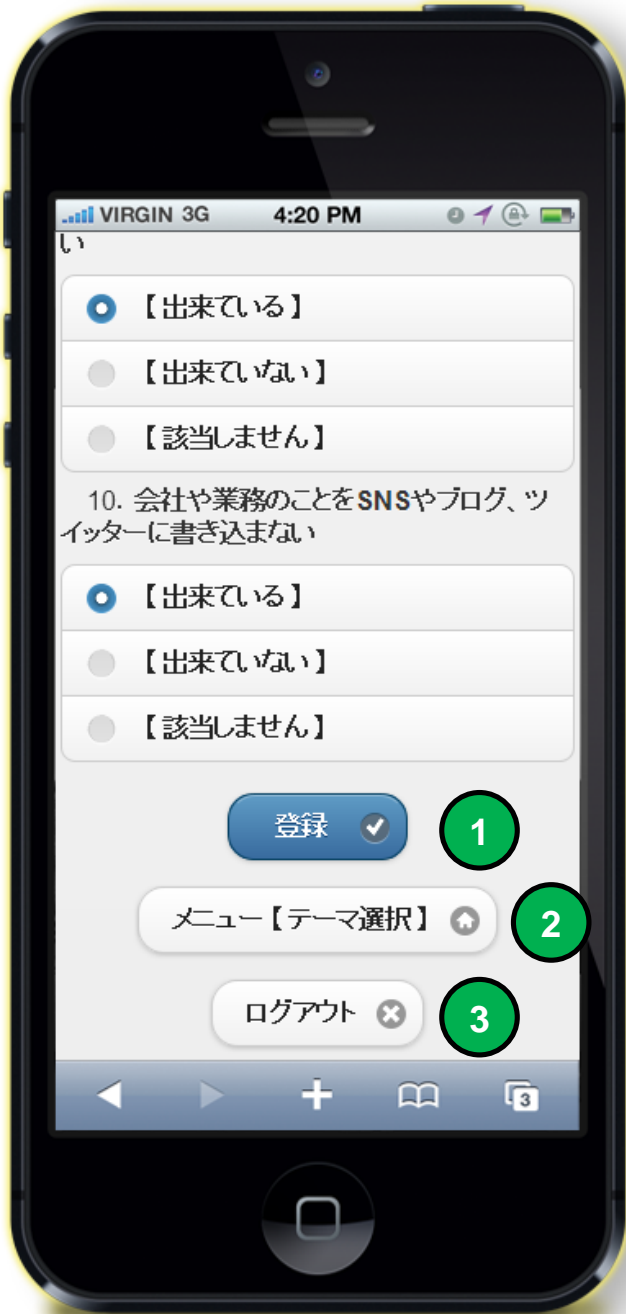 VIRGIN 3G 4:20 PM
い
【出来ている】
【出来ていない】
【該当しません】
10. 会社や業務のことをSNSやブログ、ツ
イッターに書き込まない
【出来ている】
【出来ていない】
【該当しません】
登録 1
メニュー【テーマ選択】 2
ログアウト 3
3